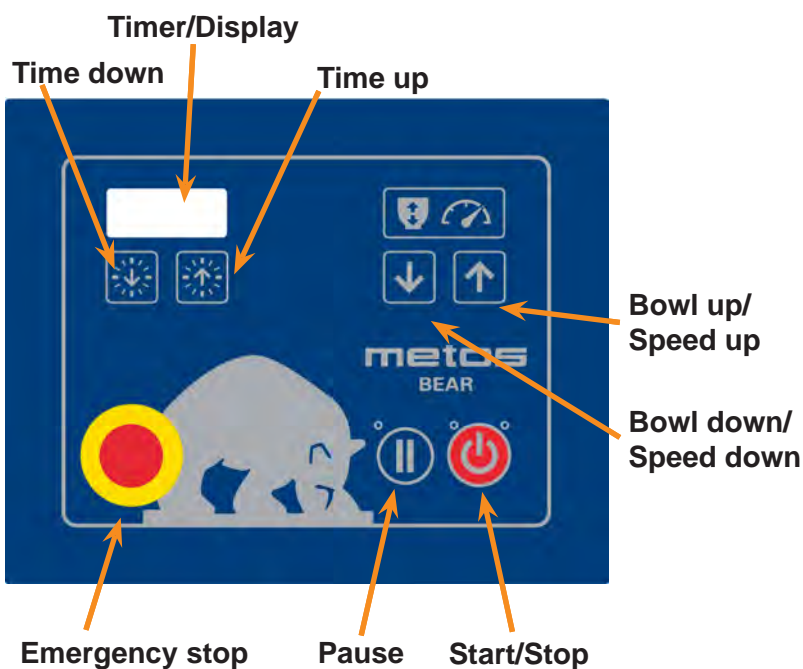 Timer/Display
Time down
Time up
Bowl up/
Speed up
metos
BEAR
Bowl down/
Speed down
Emergency stop
Pause
Start/Stop